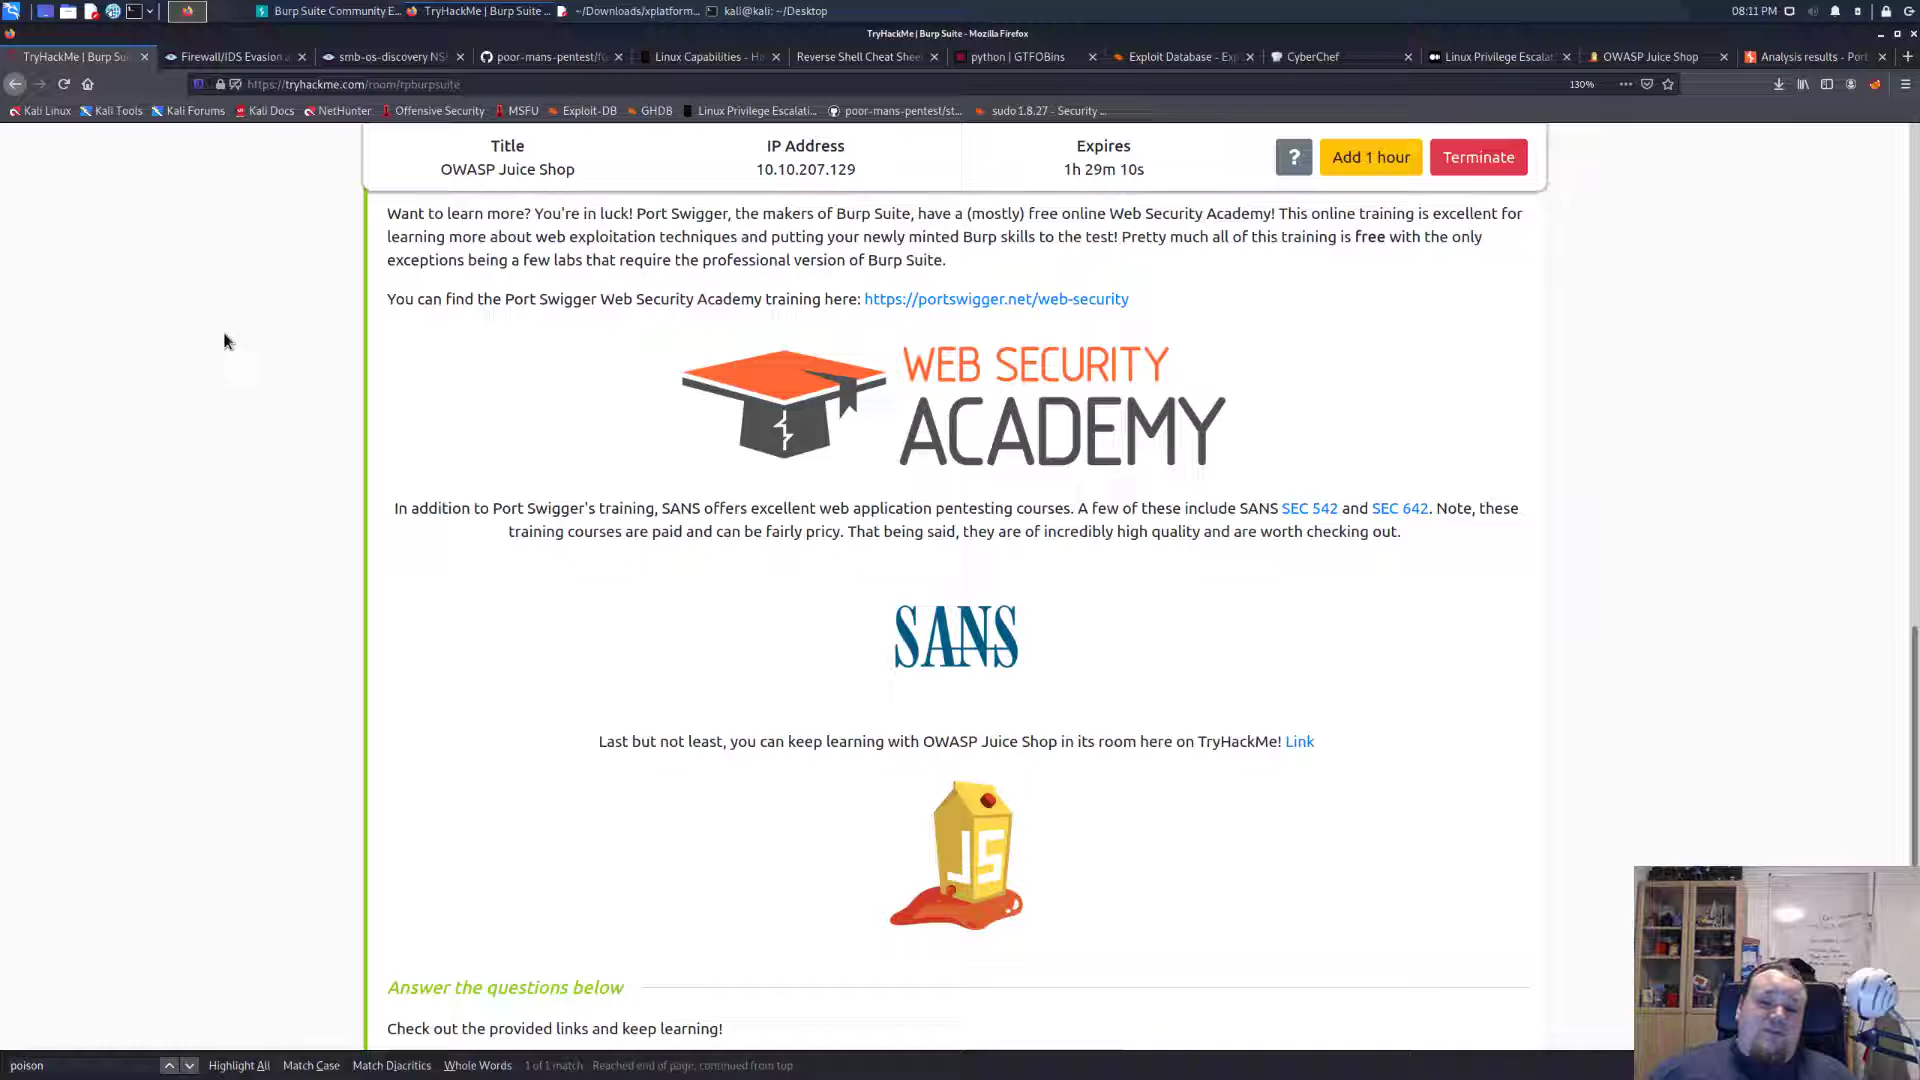 Burp Suite Community E...
TryHackMe | Burp Suite ...
~/Downloads/xplatform...
kali@kali: ~/Desktop
08:11 PM
TryHackMe | Burp Suite - Mozilla Firefox
TryHackMe | Burp Sui
Firewall/IDS Evasion a
smb-os-discovery NS
poor-mans-pentest/fu
Linux Capabilities - Ha
Reverse Shell Cheat Shee
python | GTFOBins
Exploit Database - Exp
CyberChef
Linux Privilege Escalat
OWASP Juice Shop
Analysis results - Port
https://tryhackme.com/room/rpburpsuite
130%
Kali Linux
Kali Tools
Kali Forums
Kali Docs
NetHunter
Offensive Security
MSFU
Exploit-DB
GHDB
Linux Privilege Escalati...
poor-mans-pentest/st...
sudo 1.8.27 - Security ...
Title
IP Address
Expires
OWASP Juice Shop
10.10.207.129
1h 29m 10s
?
Add 1 hour
Terminate
Want to learn more? You're in luck! Port Swigger, the makers of Burp Suite, have a (mostly) free online Web Security Academy! This online training is excellent for
learning more about web exploitation techniques and putting your newly minted Burp skills to the test! Pretty much all of this training is free with the only
exceptions being a few labs that require the professional version of Burp Suite.
You can find the Port Swigger Web Security Academy training here: https://portswigger.net/web-security
WEB SECURITY
ACADEMY
In addition to Port Swigger's training, SANS offers excellent web application pentesting courses. A few of these include SANS SEC 542 and SEC 642. Note, these
training courses are paid and can be fairly pricy. That being said, they are of incredibly high quality and are worth checking out.
SANS
Last but not least, you can keep learning with OWASP Juice Shop in its room here on TryHackMe! Link
JS
Answer the questions below
Check out the provided links and keep learning!
poison
Highlight All
Match Case
Match Diacritics
Whole Words
1 of 1 match
Reached end of page, continued from top